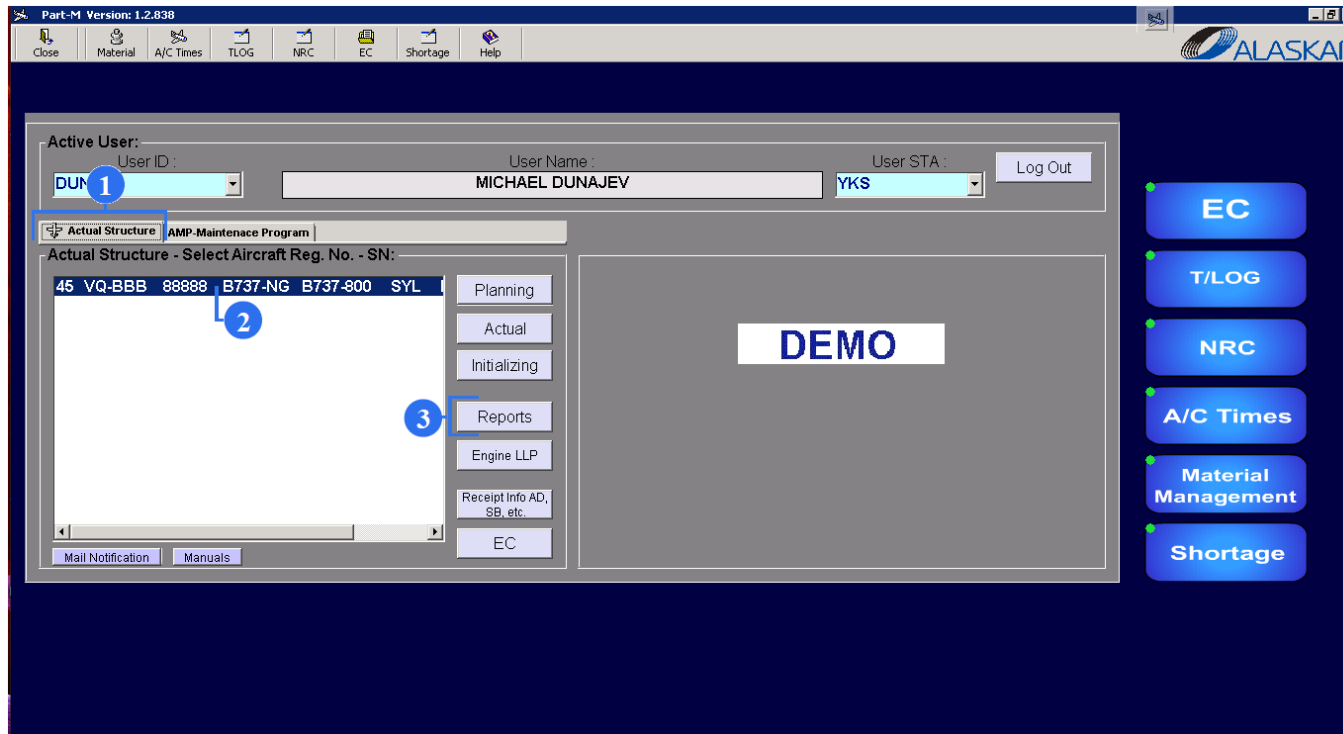 Part-M Version: 1.2.838
Close Material A/C Times TLOG NRC EC Shortage Help
Active User:
User ID : User Name : User STA :
DUN MICHAEL DUNAJEV YKS Log Out
1
Actual Structure AMP-Maintenace Program
Actual Structure - Select Aircraft Reg. No. - SN:
45 VQ-BBB 88888 B737-NG B737-800 SYL
2
Planning
Actual
Initializing
3
Reports
Engine LLP
Receipt Info AD,
SB, etc.
EC
Mail Notification Manuals
DEMO
EC
T/LOG
NRC
A/C Times
Material
Management
Shortage